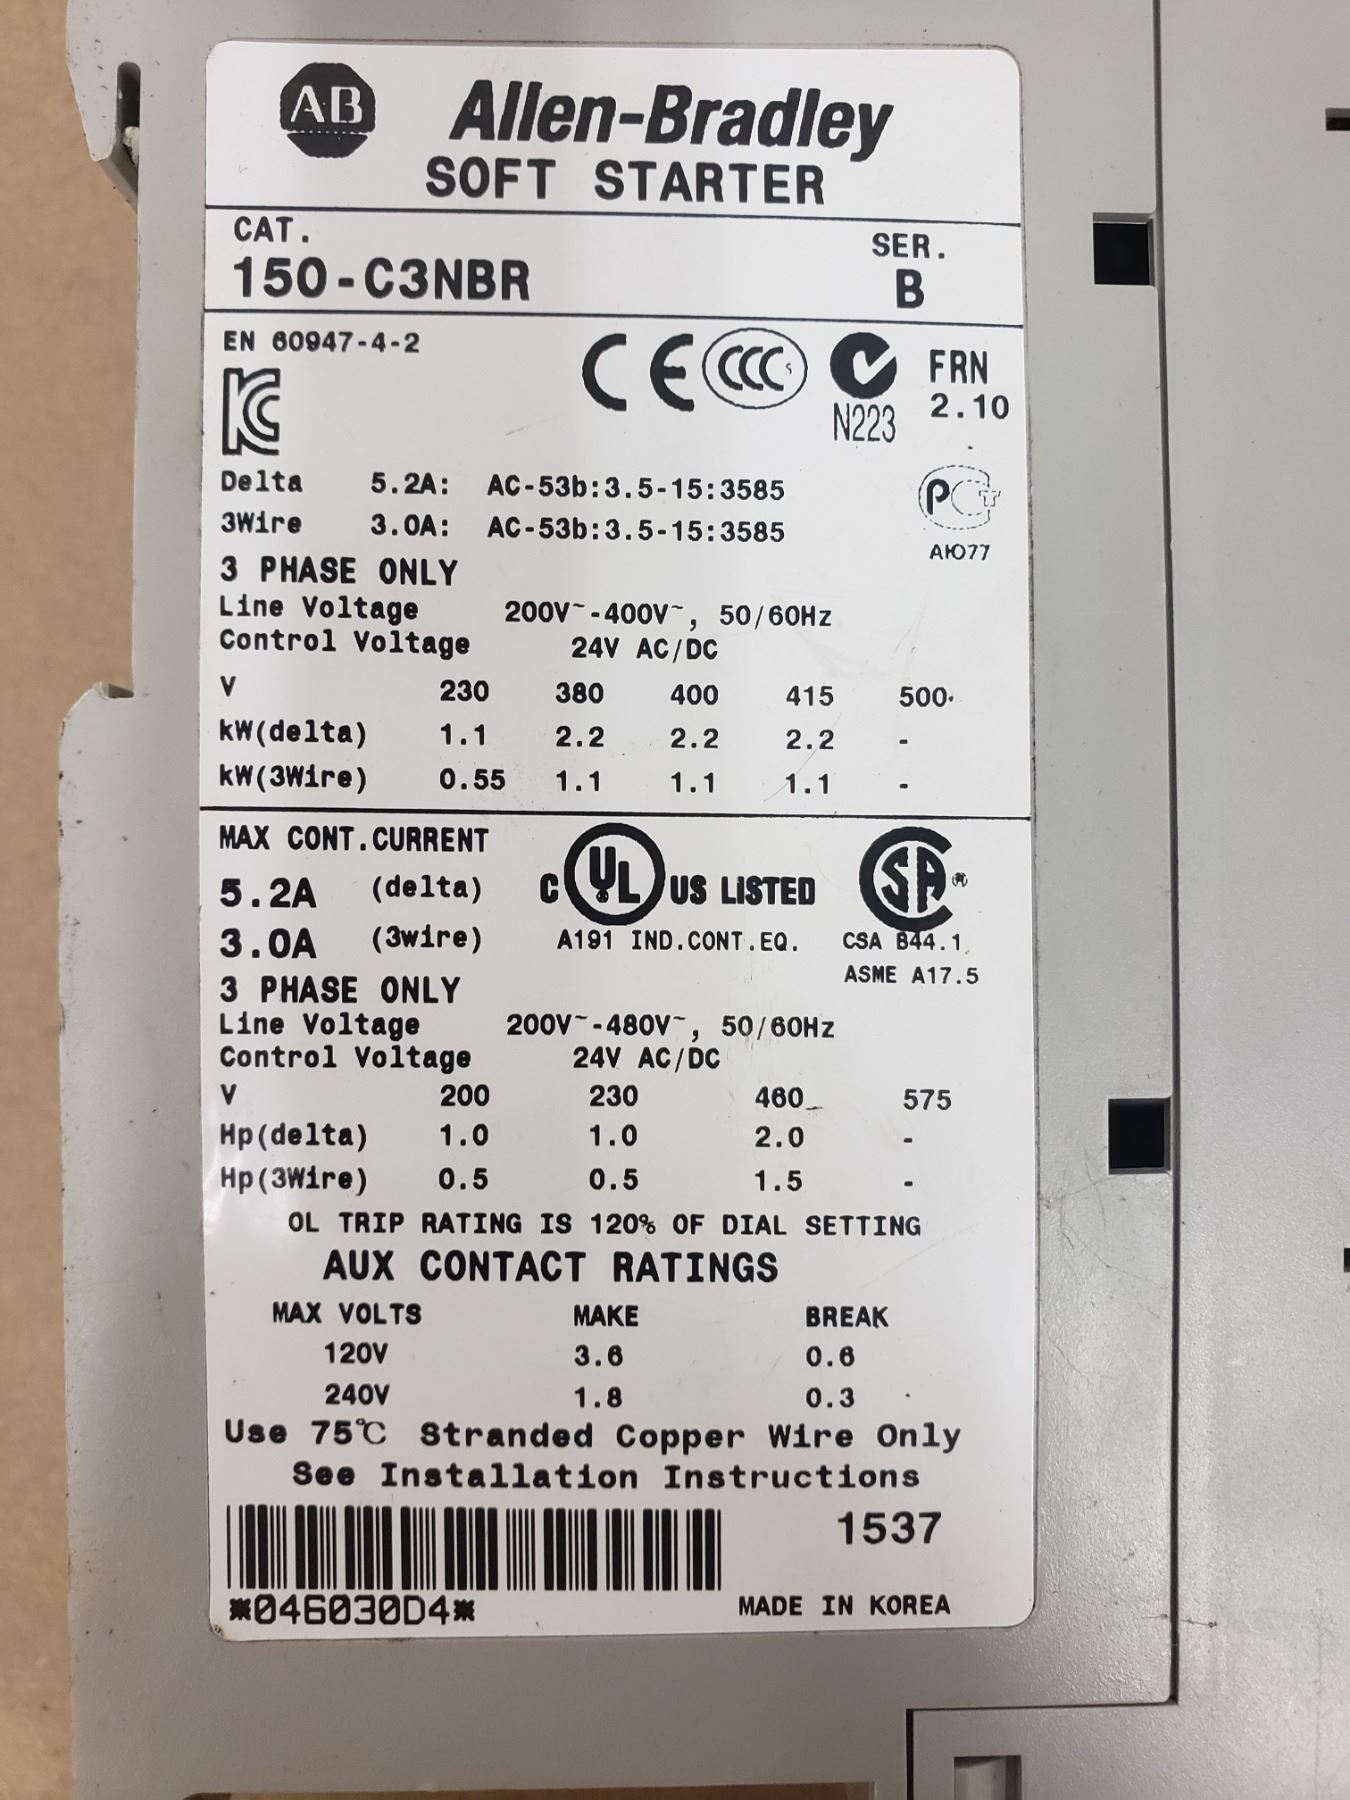 AB Allen-Bradley
SOFT STARTER
CAT. SER.
150-C3NBR B
EN 60947-4-2 CE CCC S FRN
2.10
N223
KC
Delta 5.2A: AC-53b:3.5-15:3585
PCT
3Wire 3.0A: AC-53b:3.5-15:3585
АЮ77
3 PHASE ONLY
Line Voltage 200V~-400V~, 50/60Hz
Control Voltage 24V AC/DC
V 230 380 400 415 500
kW(delta) 1.1 2.2 2.2 2.2 -
kW(3Wire) 0.55 1.1 1.1 1.1 -
MAX CONT.CURRENT
5.2A (delta) C UL US LISTED SA ®
3.0A (3wire) A191 IND.CONT.EQ. CSA B44.1
ASME A17.5
3 PHASE ONLY
Line Voltage 200V~-480V~, 50/60Hz
Control Voltage 24V AC/DC
V 200 230 460 575
Hp(delta) 1.0 1.0 2.0 -
Hp(3Wire) 0.5 0.5 1.5 -
OL TRIP RATING IS 120% OF DIAL SETTING
AUX CONTACT RATINGS
MAX VOLTS MAKE BREAK
120V 3.6 0.6
240V 1.8 0.3
Use 75℃ Stranded Copper Wire Only
See Installation Instructions
1537
*046030D4* MADE IN KOREA